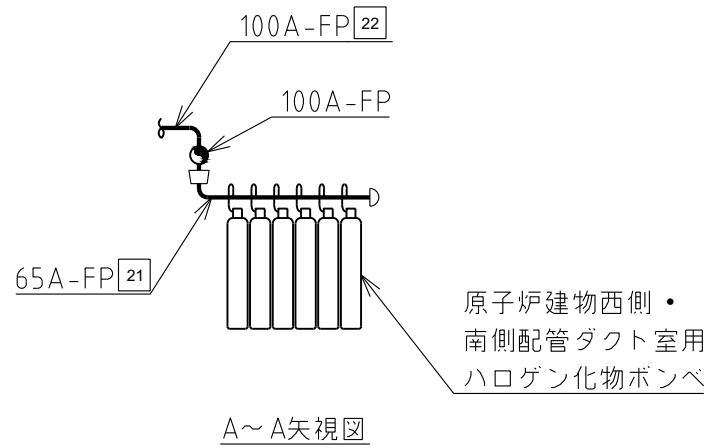 100A-FP 22
100A-FP
65A-FP 21
原子炉建物西側・
南側配管ダクト室用
ハロゲン化物ボンベ
A～A矢視図